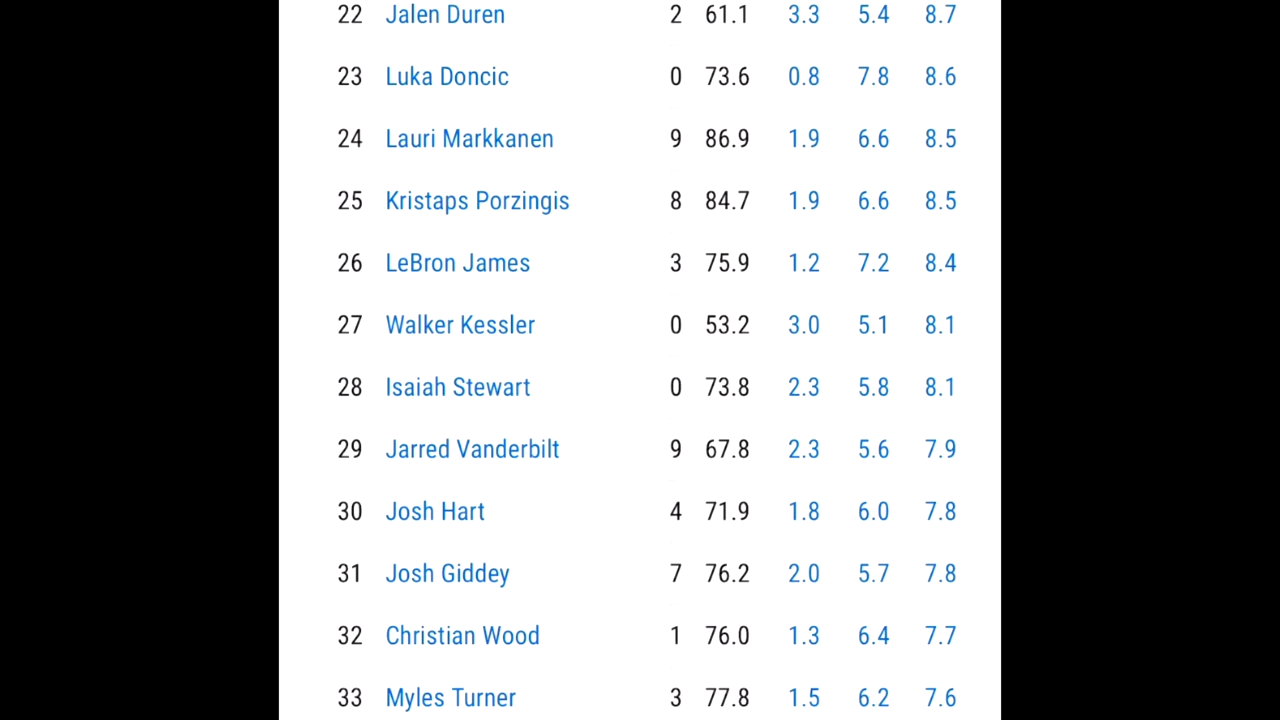 22 Jalen Duren 2 61.1 3.3 5.4 8.7
23 Luka Doncic 0 73.6 0.8 7.8 8.6
24 Lauri Markkanen 9 86.9 1.9 6.6 8.5
25 Kristaps Porzingis 8 84.7 1.9 6.6 8.5
26 LeBron James 3 75.9 1.2 7.2 8.4
27 Walker Kessler 0 53.2 3.0 5.1 8.1
28 Isaiah Stewart 0 73.8 2.3 5.8 8.1
29 Jarred Vanderbilt 9 67.8 2.3 5.6 7.9
30 Josh Hart 4 71.9 1.8 6.0 7.8
31 Josh Giddey 7 76.2 2.0 5.7 7.8
32 Christian Wood 1 76.0 1.3 6.4 7.7
33 Myles Turner 3 77.8 1.5 6.2 7.6